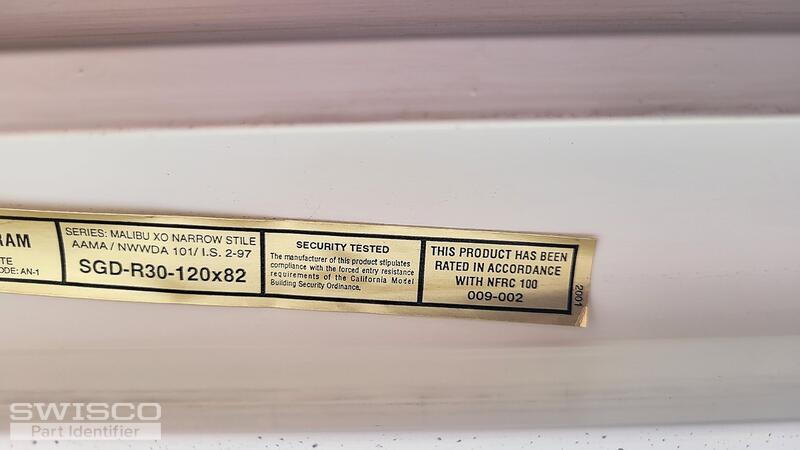 RAM
TE
CODE: AN-1
SERIES: MALIBU XO NARROW STILE
AAMA / NWWDA 101/ I.S. 2-97
SGD-R30-120x82
SECURITY TESTED
The manufacturer of this product stipulates
compliance with the forced entry resistance
requirements of the California Model
Building Security Ordinance.
THIS PRODUCT HAS BEEN
RATED IN ACCORDANCE
WITH NFRC 100
009-002
2001
SWISCO
Part Identifier